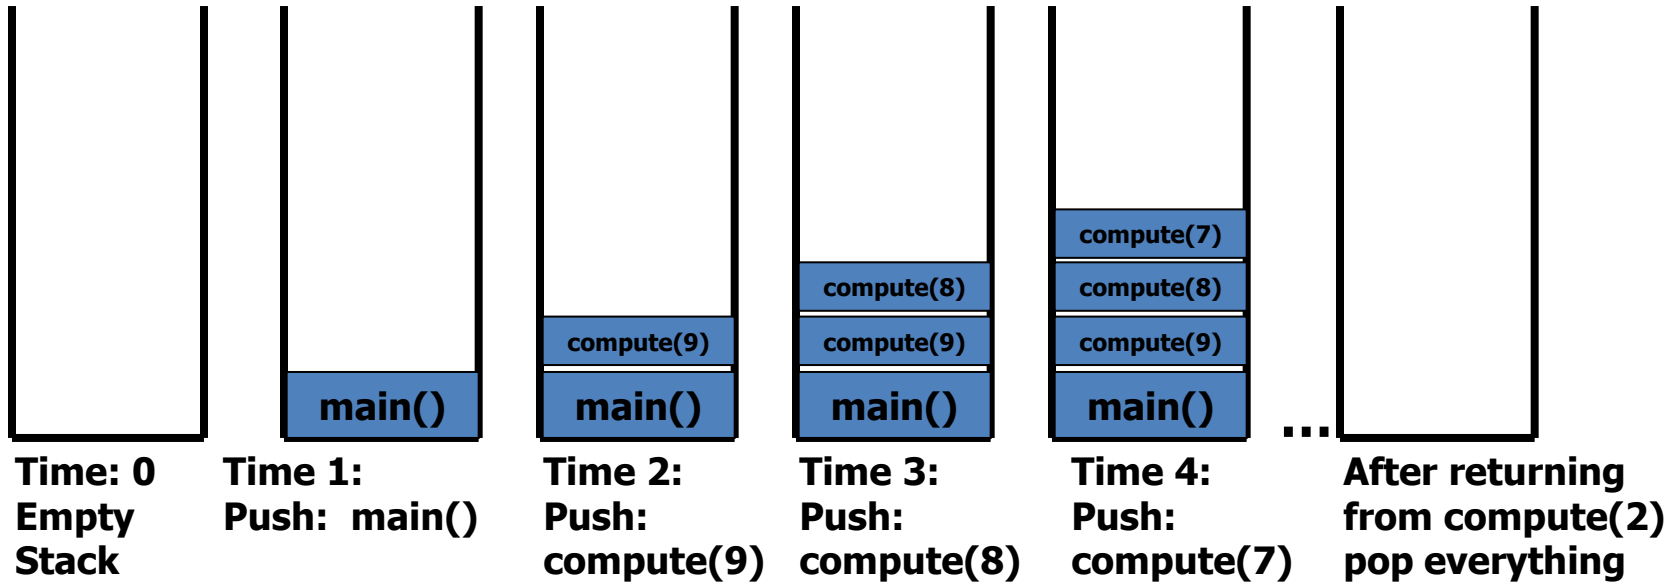 compute(7)
compute(8)
compute(8)
compute(9)
compute(9)
compute(9)
main()
main()
main()
main()
...
Time: 0
Empty
Stack
Time 1:
Push: main()
Time 2:
Push:
compute(9)
Time 3:
Push:
compute(8)
Time 4:
Push:
compute(7)
After returning
from compute(2)
pop everything